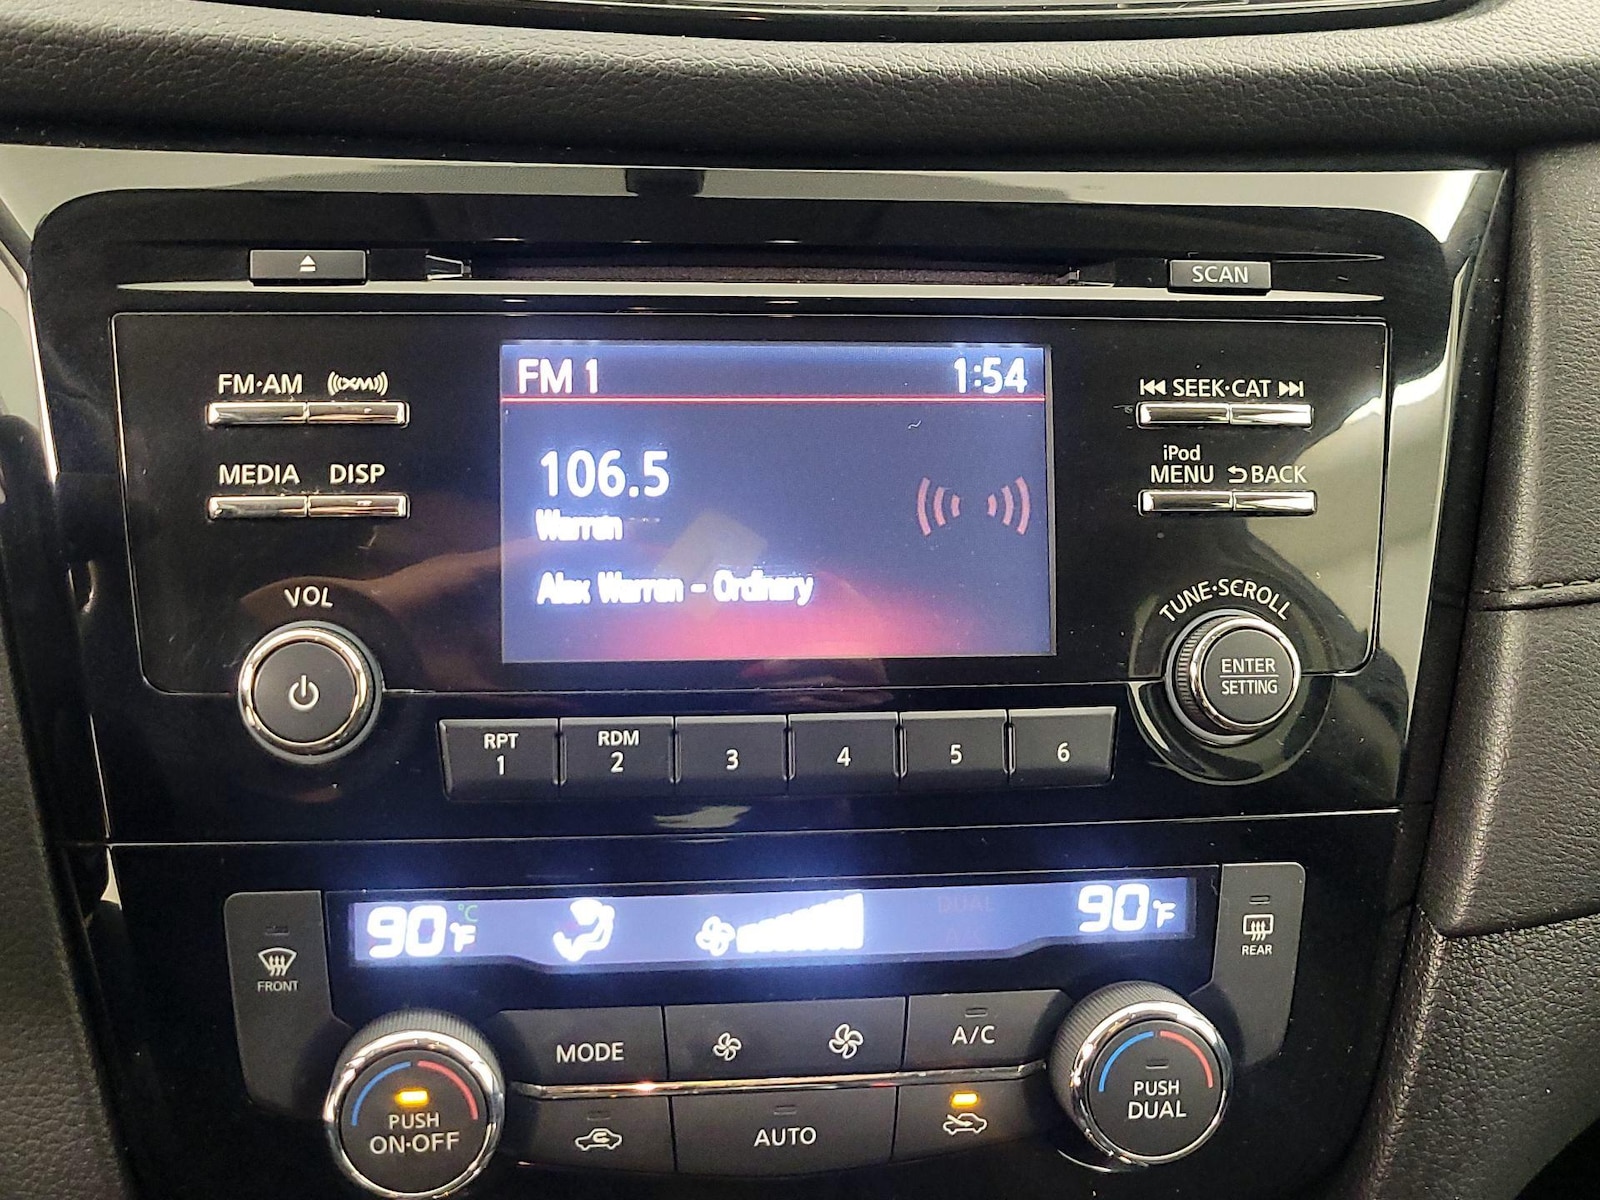 SCAN
FM·AM
XM
SEEK·CAT
FM 1
1:54
MEDIA
DISP
iPod
MENU
BACK
106.5
Warren
Alex Warren - Ordinary
VOL
TUNE·SCROLL
ENTER
SETTING
RPT
1
RDM
2
3
4
5
6
90°F
°C
DUAL
90°F
FRONT
REAR
MODE
A/C
PUSH
ON·OFF
AUTO
PUSH
DUAL